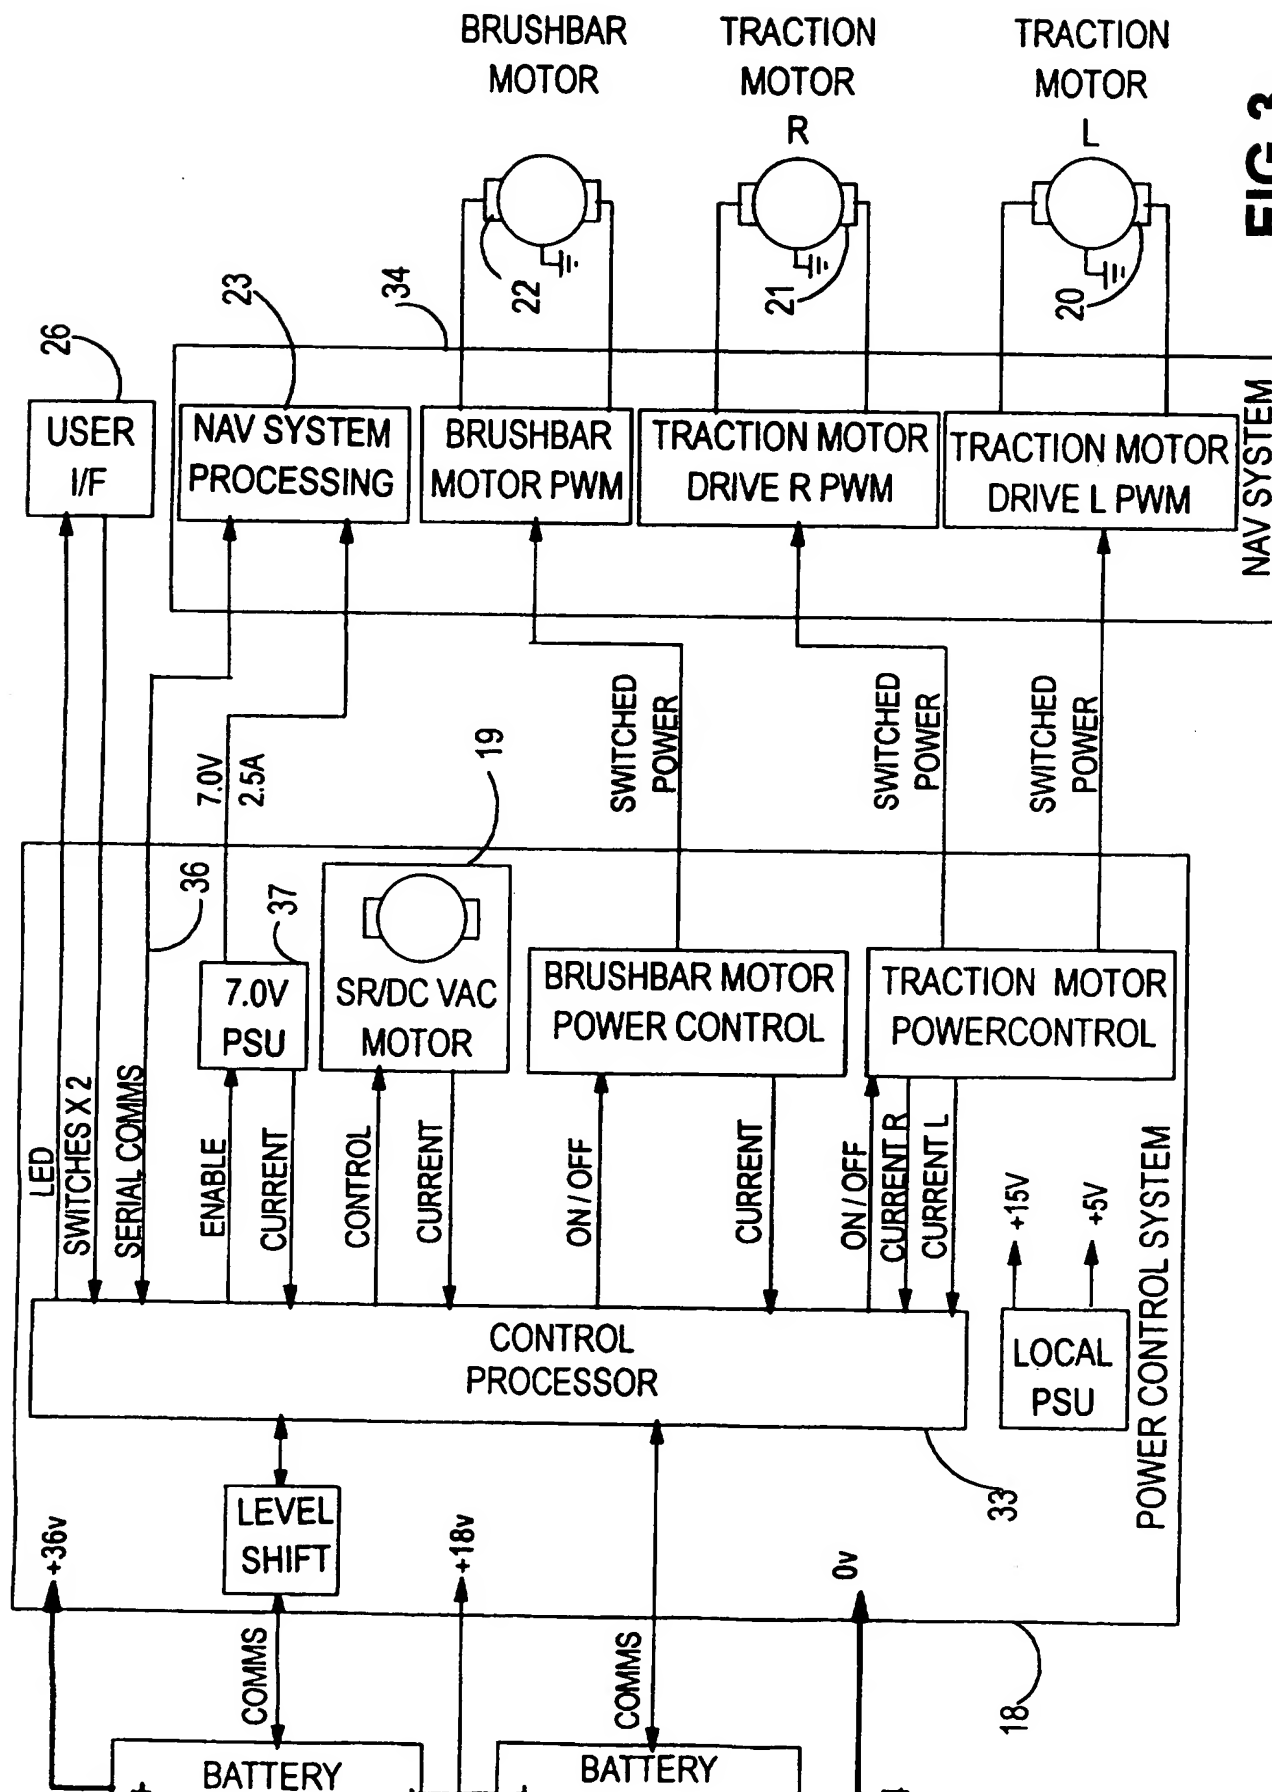 BRUSHBAR
MOTOR
TRACTION
MOTOR
R
TRACTION
MOTOR
L
FIG.3
22
21
20
26
23
34
USER
I/F
NAV SYSTEM
PROCESSING
BRUSHBAR
MOTOR PWM
TRACTION MOTOR
DRIVE R PWM
TRACTION MOTOR
DRIVE L PWM
NAV SYSTEM
7.0V
2.5A
19
SWITCHED
POWER
SWITCHED
POWER
SWITCHED
POWER
36
37
7.0V
PSU
SR/DC VAC
MOTOR
BRUSHBAR MOTOR
POWER CONTROL
TRACTION MOTOR
POWERCONTROL
LED
SWITCHES X 2
SERIAL COMMS
ENABLE
CURRENT
CONTROL
CURRENT
ON / OFF
CURRENT
ON / OFF
CURRENT R
CURRENT L
+15V
+5V
CONTROL
PROCESSOR
LOCAL
PSU
POWER CONTROL SYSTEM
33
LEVEL
SHIFT
+36v
+18v
0v
COMMS
COMMS
18
BATTERY
BATTERY